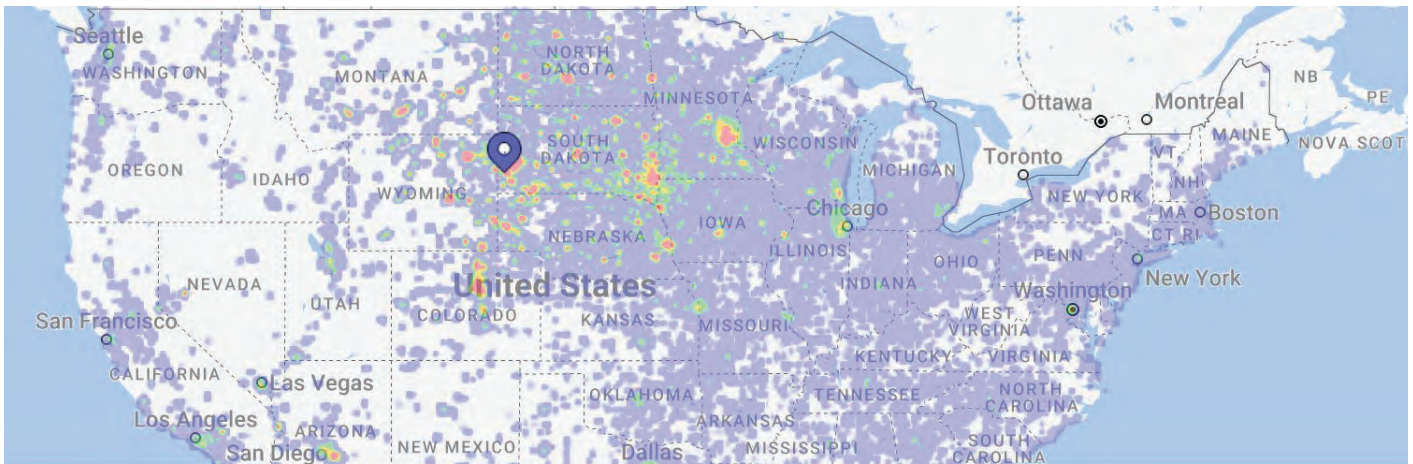 Seattle
WASHINGTON
MONTANA
NORTH
DAKOTA
MINNESOTA
Ottawa
Montreal
NB
PE
MAINE
NOVA SCOT
OREGON
IDAHO
WYOMING
SOUTH
DAKOTA
WISCONSIN
MICHIGAN
Toronto
VT
NH
NEW YORK
MA
Boston
CT RI
NEVADA
UTAH
NEBRASKA
IOWA
Chicago
ILLINOIS
INDIANA
OHIO
PENN
New York
United States
COLORADO
KANSAS
MISSOURI
Washington
WEST
VIRGINIA
VIRGINIA
KENTUCKY
San Francisco
CALIFORNIA
Las Vegas
Los Angeles
ARIZONA
San Diego
NEW MEXICO
OKLAHOMA
ARKANSAS
TENNESSEE
NORTH
CAROLINA
Dallas
MISSISSIPPI
SOUTH
CAROLINA